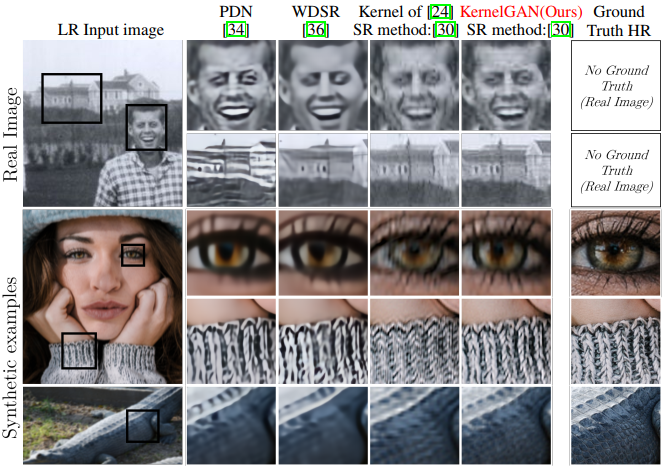 LR Input image
PDN
[34]
WDSR
[36]
Kernel of [24]
SR method:[30]
KernelGAN(Ours)
SR method:[30]
Ground
Truth HR
Real Image
No Ground
Truth
(Real Image)
No Ground
Truth
(Real Image)
Synthetic examples